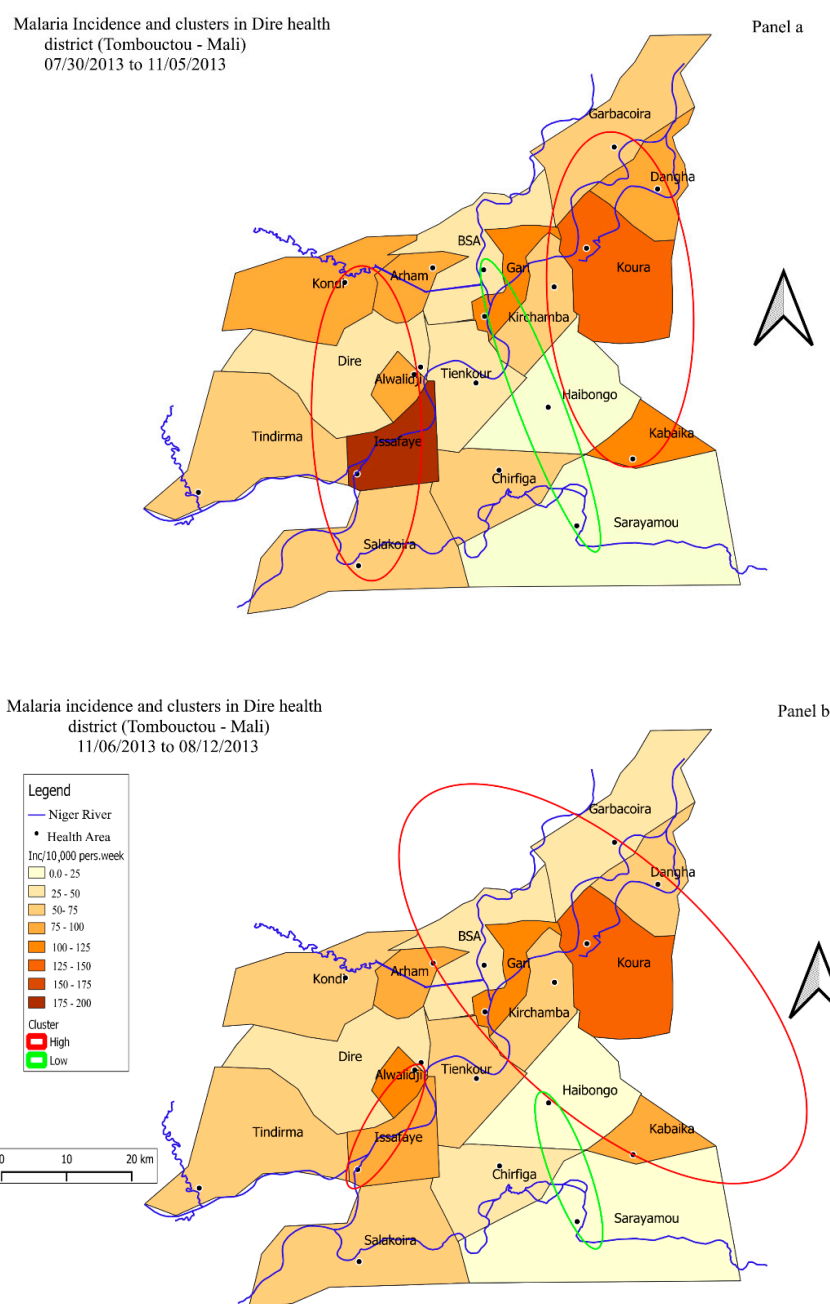 Malaria Incidence and clusters in Dire health
district (Tombouctou - Mali)
07/30/2013 to 11/05/2013
Panel a
Garbacoira
Dangha
BSA
Gari
Koura
Kondi
Arham
Kirchamba
Dire
Alwalidji
Tienkour
Haibongo
Tindirma
Issafaye
Kabaika
Chirfiga
Sarayamou
Salakoira
Malaria incidence and clusters in Dire health
district (Tombouctou - Mali)
11/06/2013 to 08/12/2013
Panel b
Legend
Niger River
Health Area
Inc/10,000 pers.week
0.0 - 25
25 - 50
50- 75
75 - 100
100 - 125
125 - 150
150 - 175
175 - 200
Cluster
High
Low
0 10 20 km
Garbacoira
Dangha
BSA
Gari
Koura
Kondi
Arham
Kirchamba
Dire
Alwalidji
Tienkour
Haibongo
Tindirma
Issafaye
Kabaika
Chirfiga
Sarayamou
Salakoira